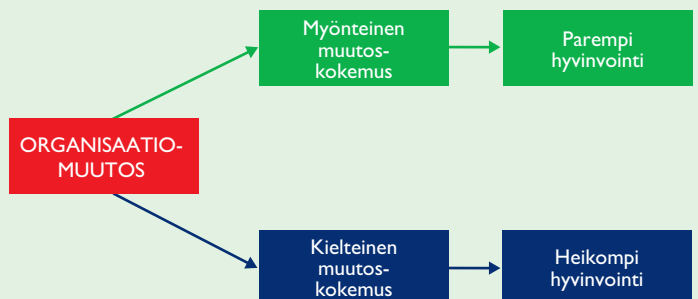 Myönteinen
muutos-
kokemus
Parempi
hyvinvointi
ORGANISAATIO-
MUUTOS
Kielteinen
muutos-
kokemus
Heikompi
hyvinvointi